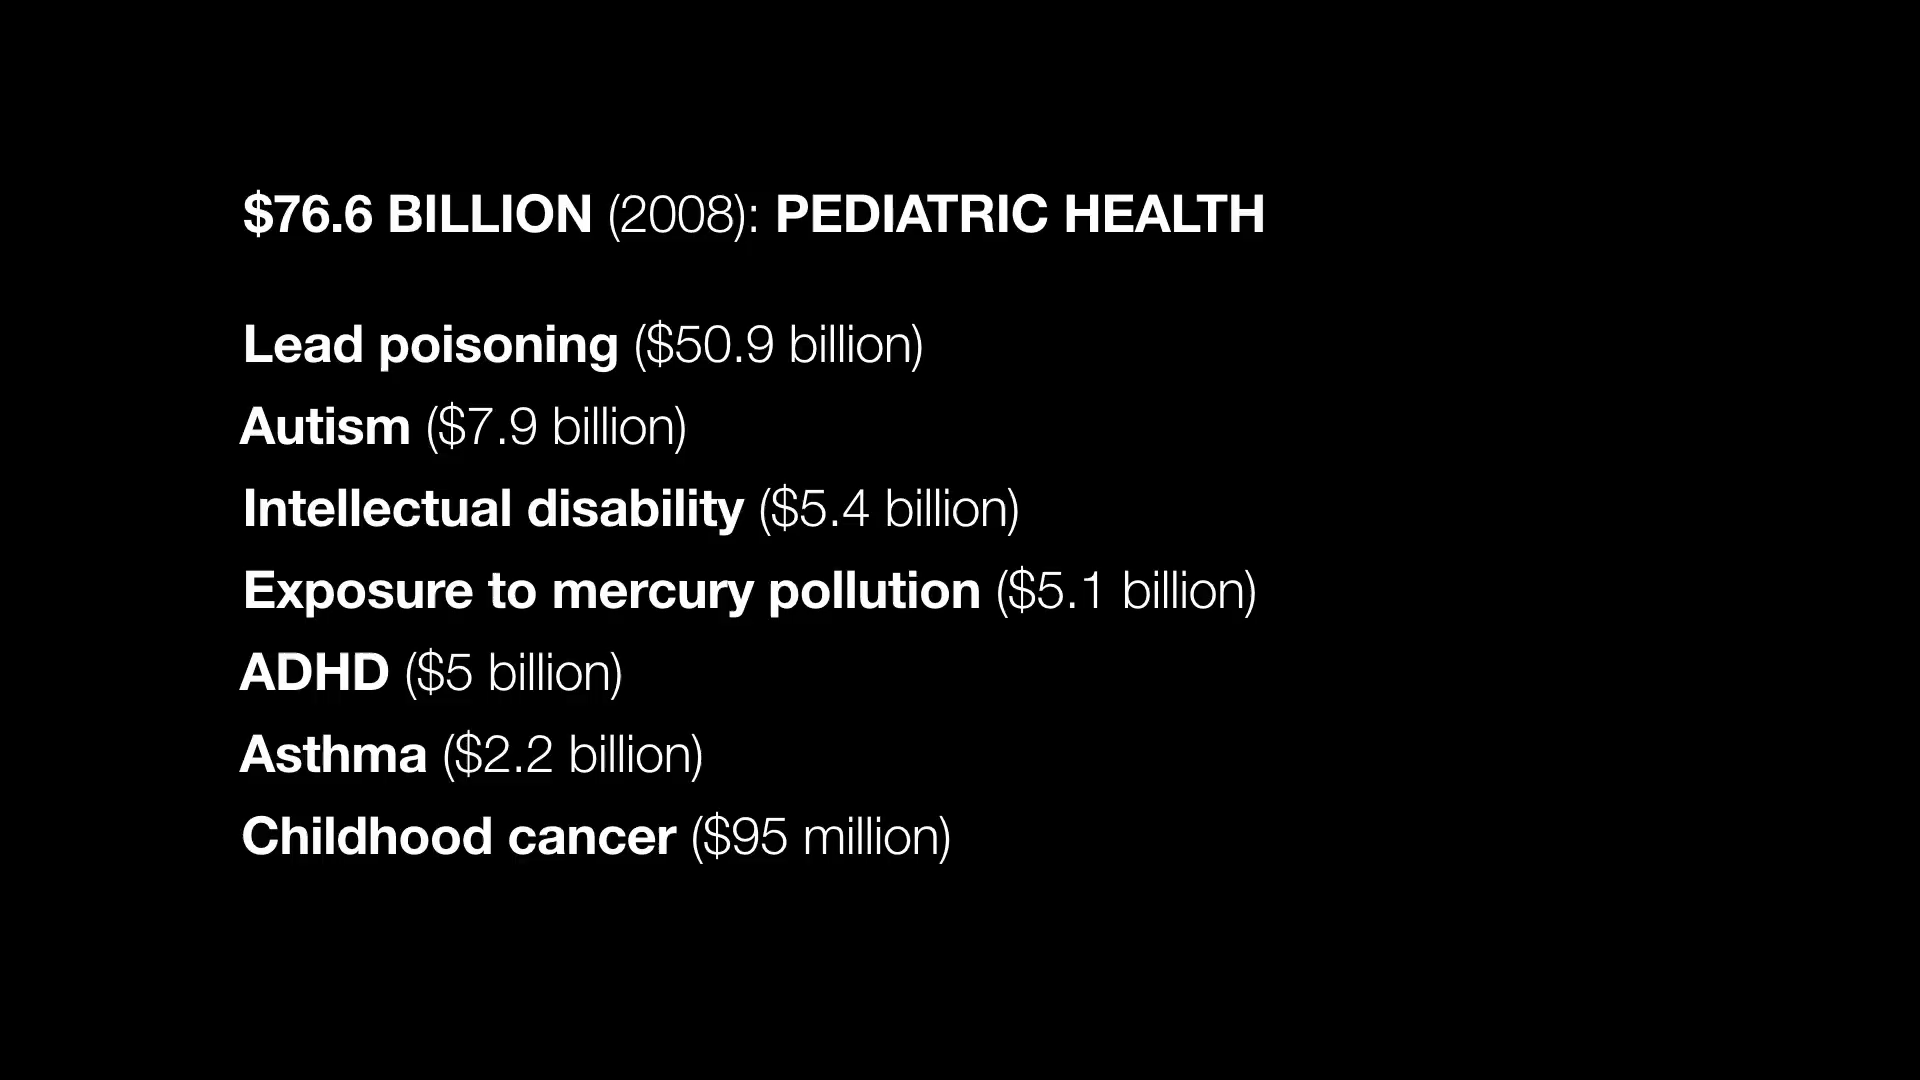 $76.6 BILLION (2008): PEDIATRIC HEALTH
Lead poisoning ($50.9 billion)
Autism ($7.9 billion)
Intellectual disability ($5.4 billion)
Exposure to mercury pollution ($5.1 billion)
ADHD ($5 billion)
Asthma ($2.2 billion)
Childhood cancer ($95 million)